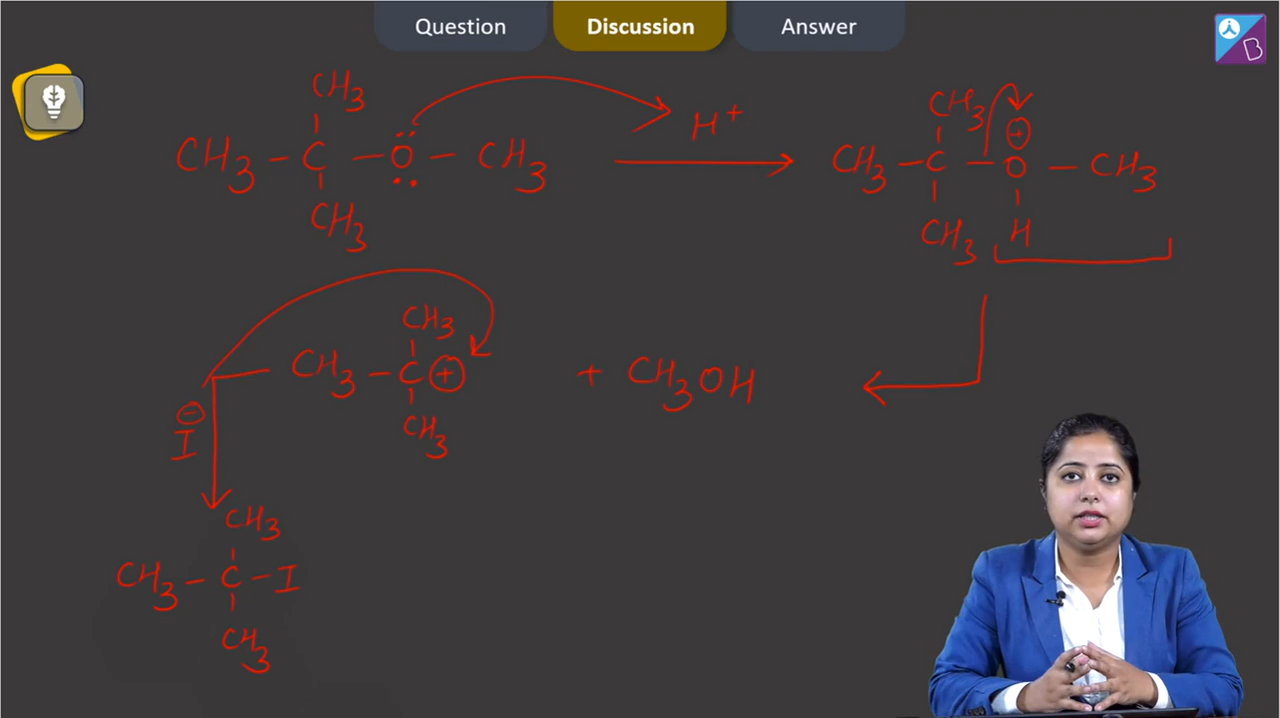 Question Discussion Answer
B
CH3 CH3
CH3 - C - O - CH3 H+ CH3 - C - O - CH3
CH3 CH3 H
⊕
CH3
CH3 - C ⊕ + CH3OH
CH3
⊖
I
CH3
CH3 - C - I
CH3